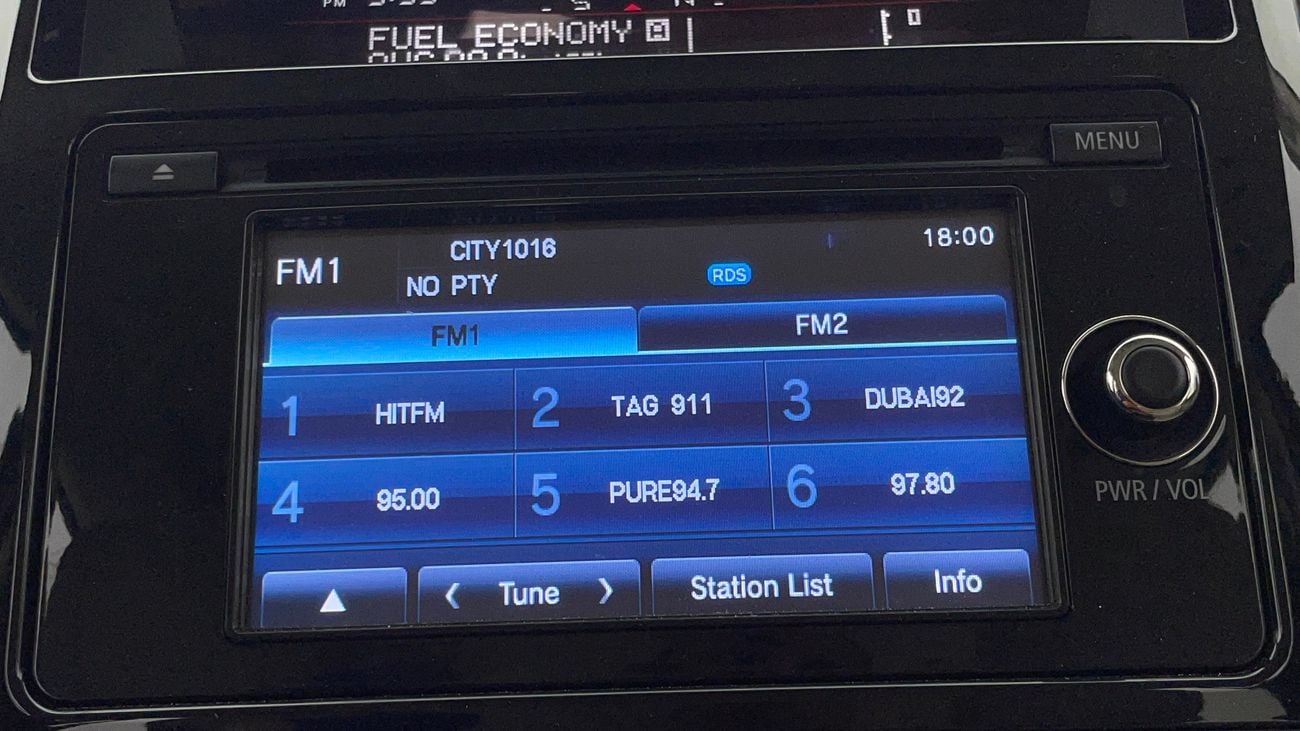 PM
FUEL ECONOMY
MENU
FM1
CITY1016
NO PTY
RDS
18:00
FM1
FM2
1 HITFM
2 TAG 911
3 DUBAI92
4 95.00
5 PURE94.7
6 97.80
Tune
Station List
Info
PWR / VOL